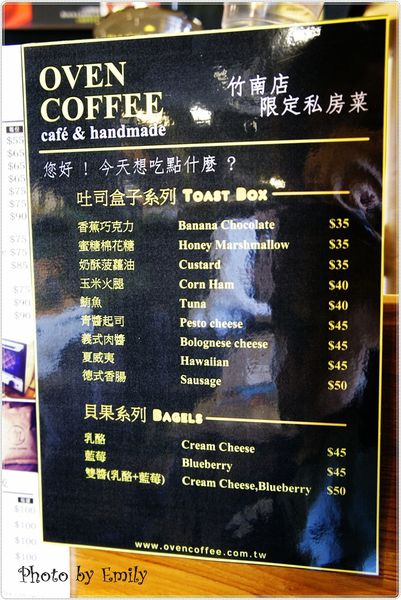 OVEN
COFFEE
café & handmade
竹南店
限定私房菜
您好！今天想吃點什麼？
吐司盒子系列 TOAST BOX
香蕉巧克力 Banana Chocolate $35
蜜糖棉花糖 Honey Marshmallow $35
奶酥菠蘿油 Custard $35
玉米火腿 Corn Ham $40
鮪魚 Tuna $40
青醬起司 Pesto cheese $45
義式肉醬 Bolognese cheese $45
夏威夷 Hawaiian $45
德式香腸 Sausage $50
貝果系列 BAGELS
乳酪 Cream Cheese $45
藍莓 Blueberry $45
雙醬(乳酪+藍莓) Cream Cheese,Blueberry $50
www.ovencoffee.com.tw
Photo by Emily